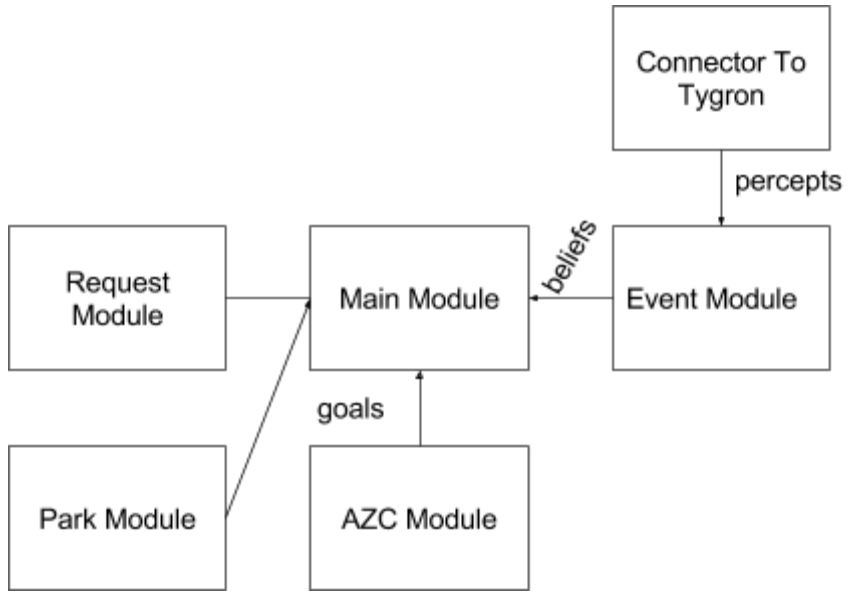 Connector To
Tygron
percepts
Request
Module
Main Module
beliefs
Event Module
goals
Park Module
AZC Module